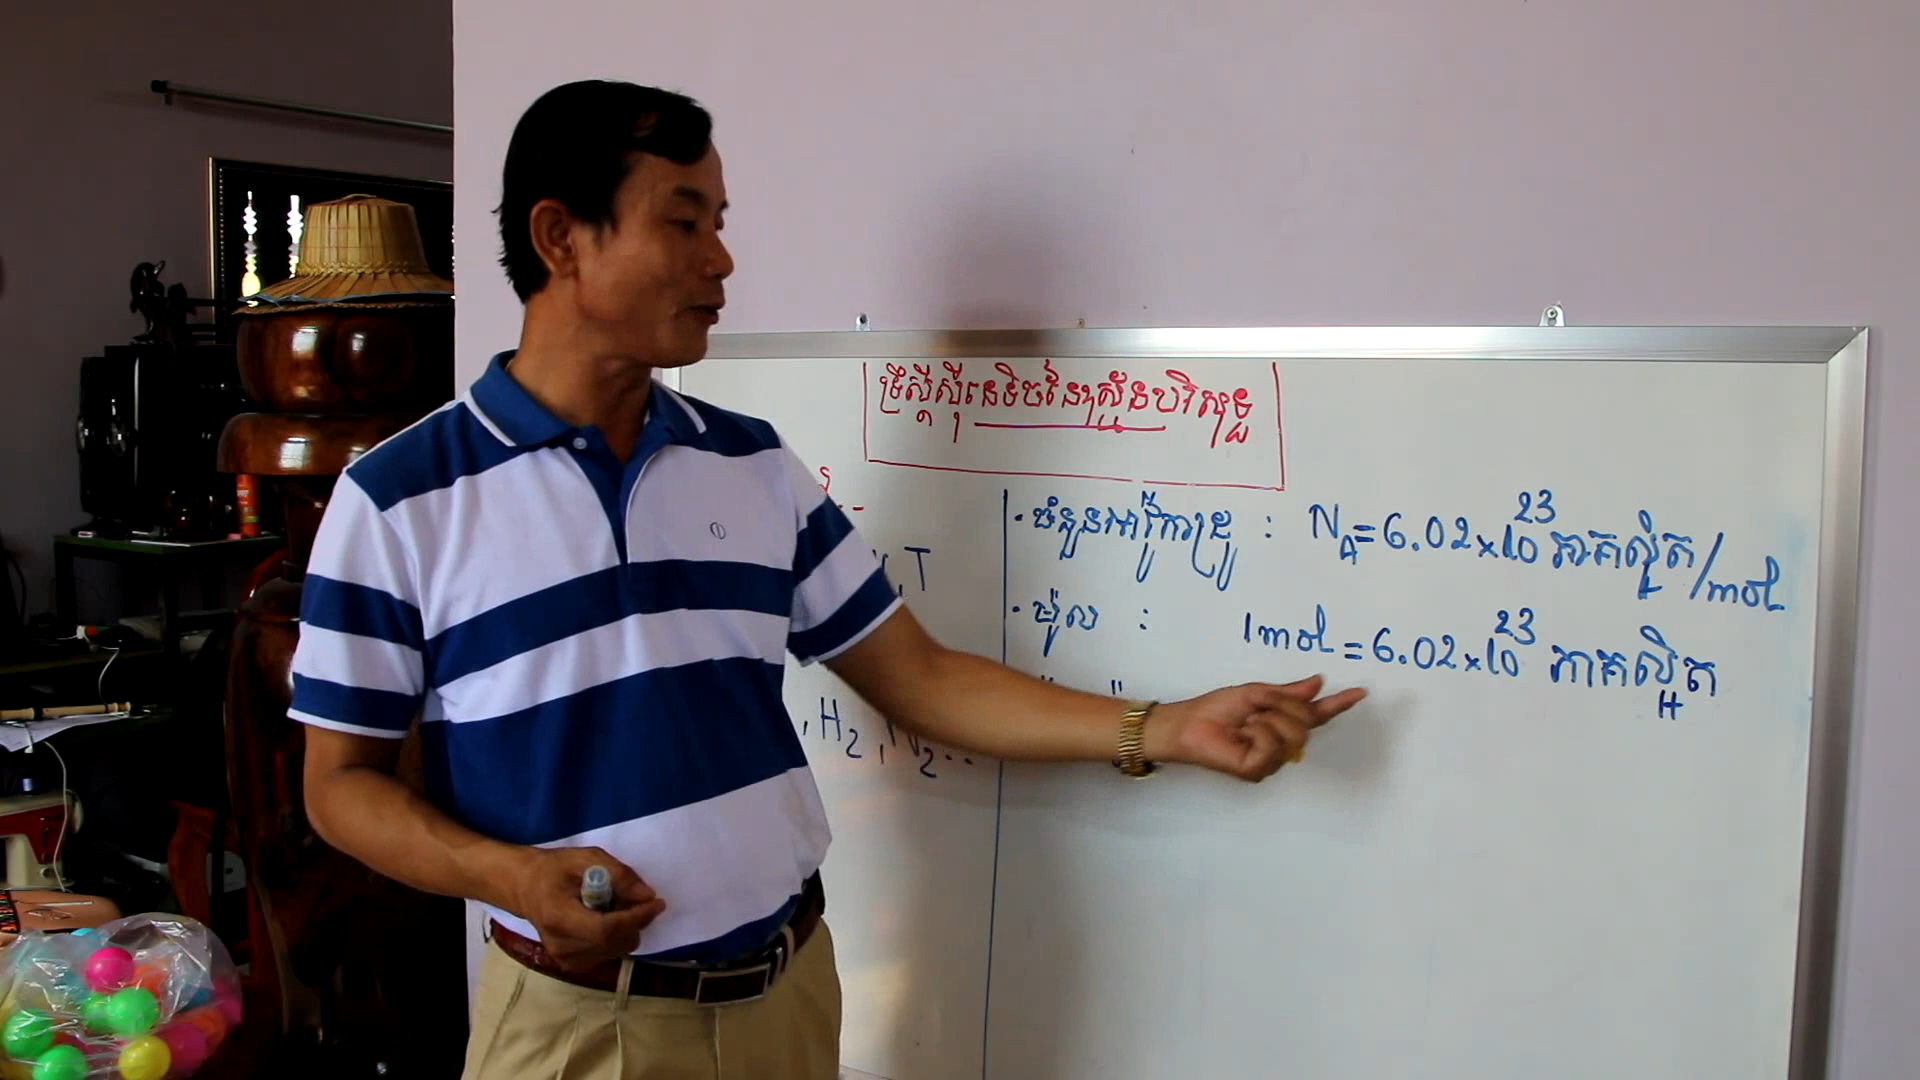 ទ្រឹស្តីស៊ីនេទិចនៃឧស្ម័នបរិសុទ្ធ
,T
, H₂, N₂..
· ចំនួនអាវ៉ូកាដ្រូ : N_A = 6.02×10²³ ភាគល្អិត/mol
· ម៉ូល : 1mol = 6.02×10²³ ភាគល្អិត